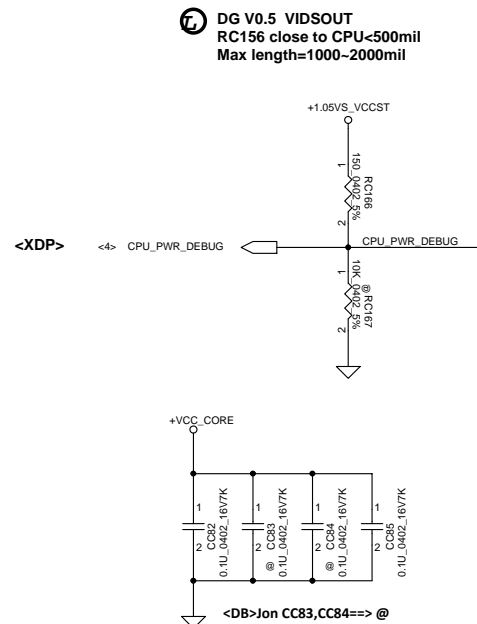 L DG V0.5 VIDSOUT
RC156 close to CPU<500mil
Max length=1000~2000mil
+1.05VS_VCCST
1
150_0402_5%
RC166
2
<XDP> <4> CPU_PWR_DEBUG CPU_PWR_DEBUG
1
10K_0402_5%
@ RC167
2
+VCC_CORE
1 1 1 1
2 2 2 2
CC82
0.1U_0402_16V7K
@ CC83
0.1U_0402_16V7K
@ CC84
0.1U_0402_16V7K
CC85
0.1U_0402_16V7K
<DB>Jon CC83,CC84==> @